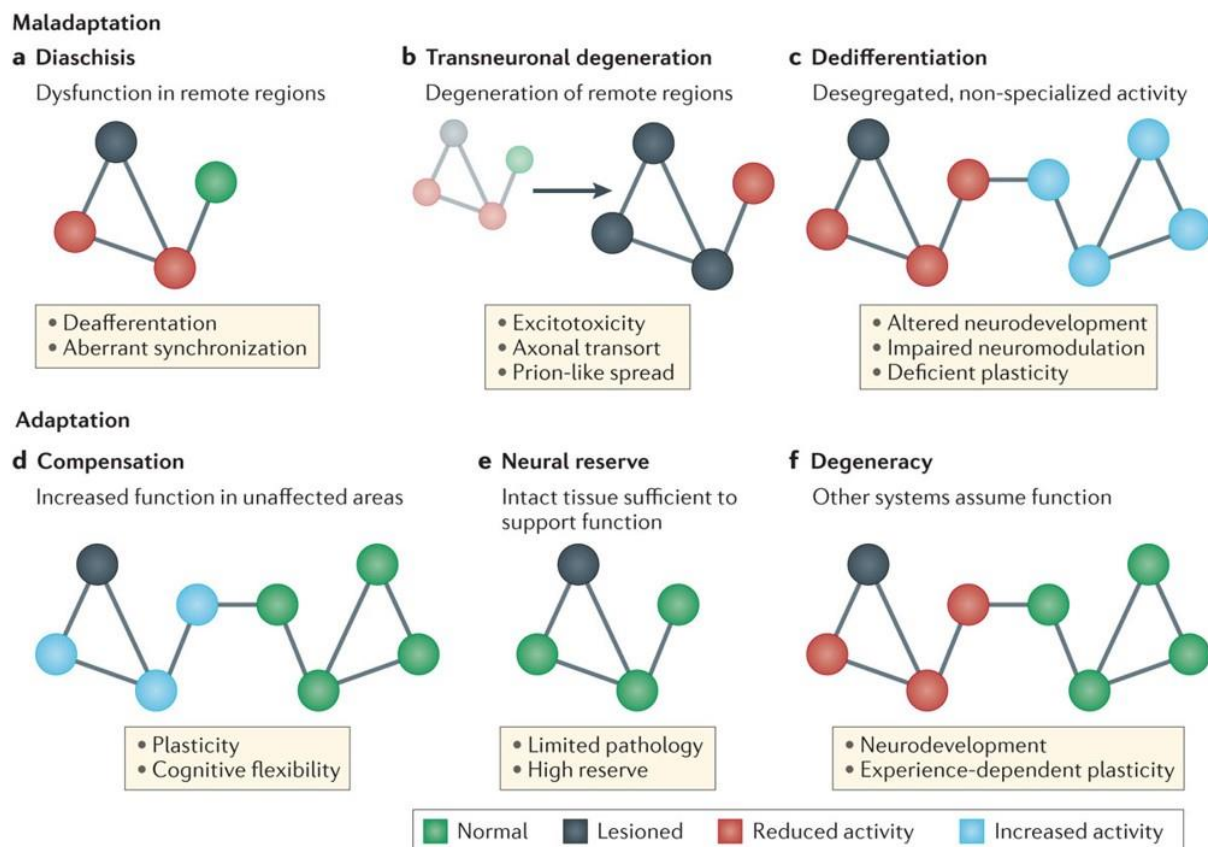 Maladaptation
a Diaschisis
Dysfunction in remote regions
• Deafferentation
• Aberrant synchronization
b Transneuronal degeneration
Degeneration of remote regions
• Excitotoxicity
• Axonal transort
• Prion-like spread
c Dedifferentiation
Desegregated, non-specialized activity
• Altered neurodevelopment
• Impaired neuromodulation
• Deficient plasticity
Adaptation
d Compensation
Increased function in unaffected areas
• Plasticity
• Cognitive flexibility
e Neural reserve
Intact tissue sufficient to
support function
• Limited pathology
• High reserve
f Degeneracy
Other systems assume function
• Neurodevelopment
• Experience-dependent plasticity
Normal Lesioned Reduced activity Increased activity